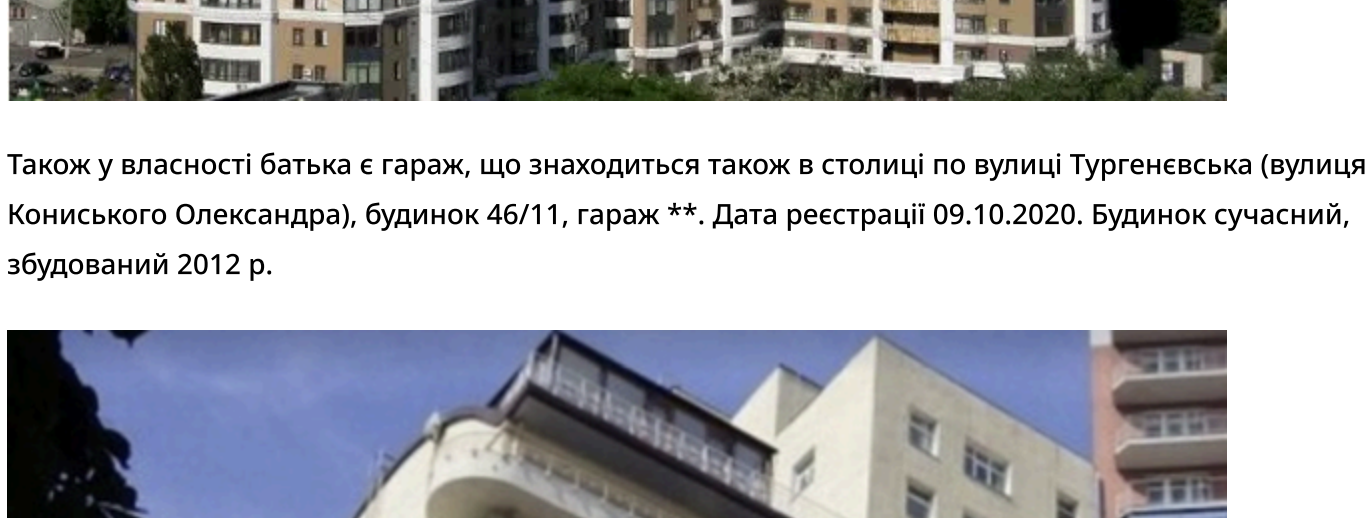 Також у власності батька є гараж, що знаходиться також в столиці по вулиці Тургенєвська (вулиця
Кониського Олександра), будинок 46/11, гараж **. Дата реєстрації 09.10.2020. Будинок сучасний,
збудований 2012 р.